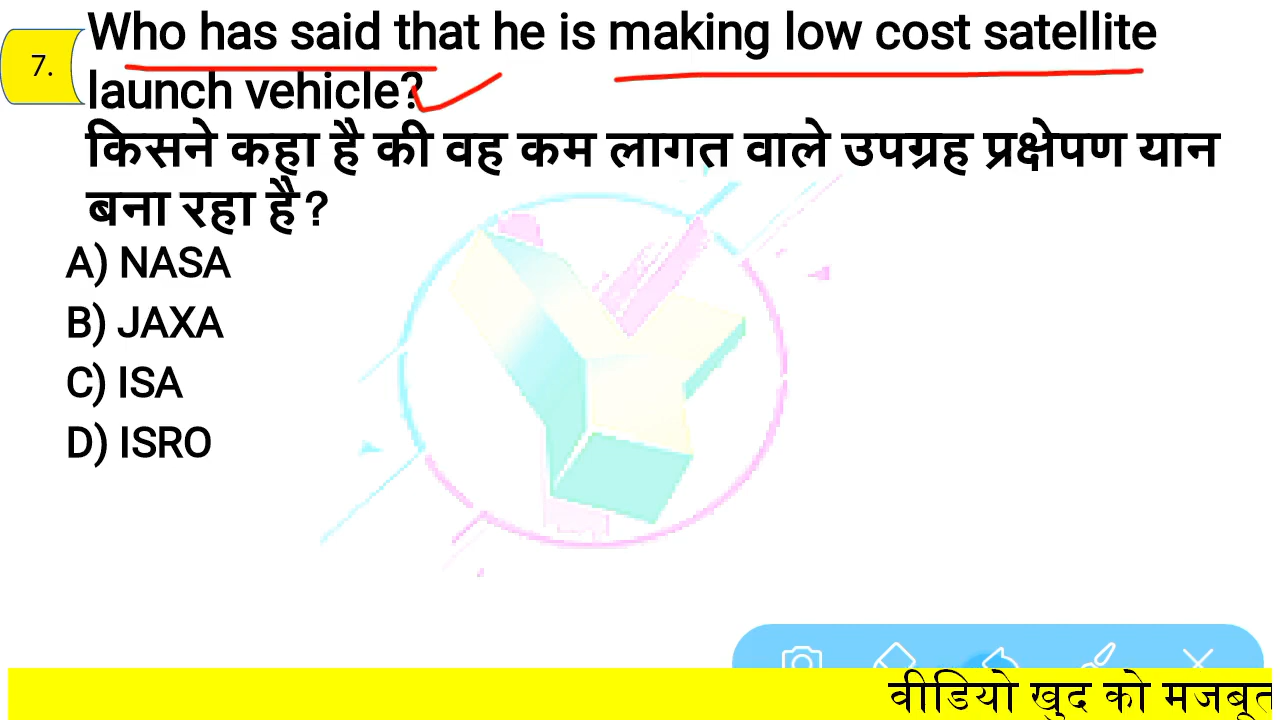 7.
Who has said that he is making low cost satellite
launch vehicle?
किसने कहा है की वह कम लागत वाले उपग्रह प्रक्षेपण यान
बना रहा है?
A) NASA
B) JAXA
C) ISA
D) ISRO
वीडियो खुद को मजबूत